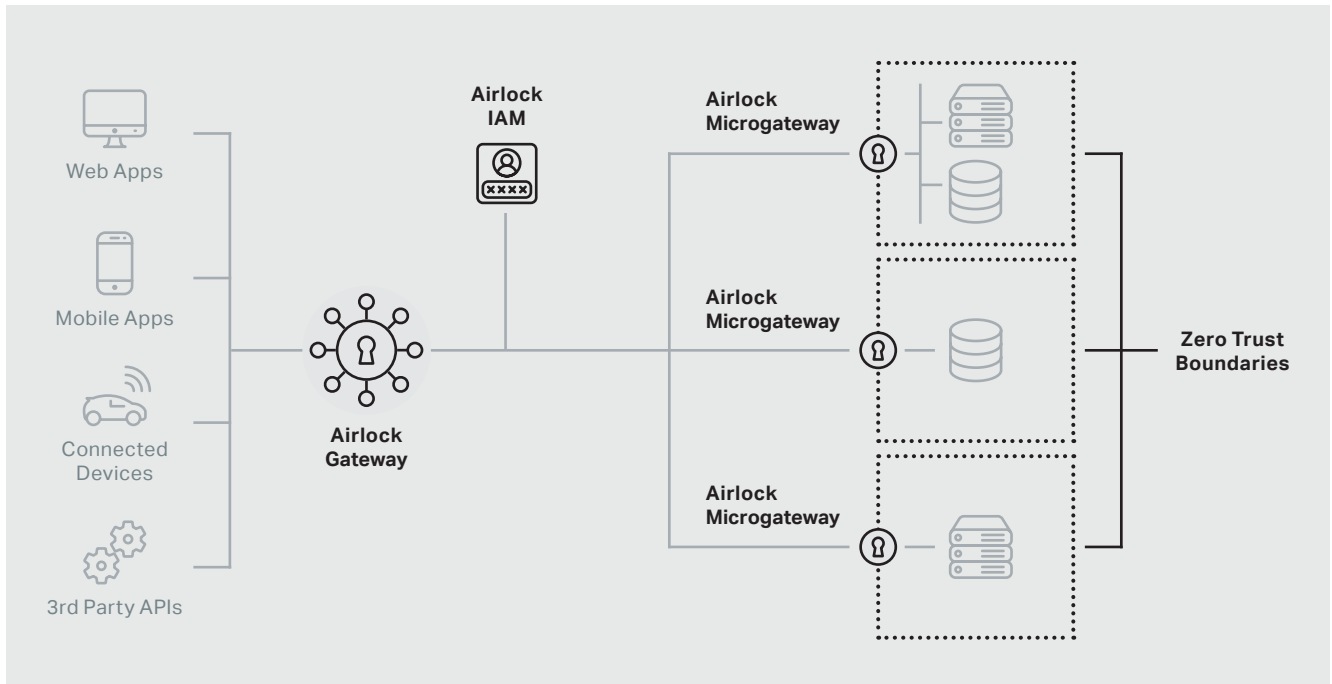 Web Apps
Mobile Apps
Connected
Devices
3rd Party APIs
Airlock
Gateway
Airlock
IAM
xxxx
Airlock
Microgateway
Airlock
Microgateway
Airlock
Microgateway
Zero Trust
Boundaries